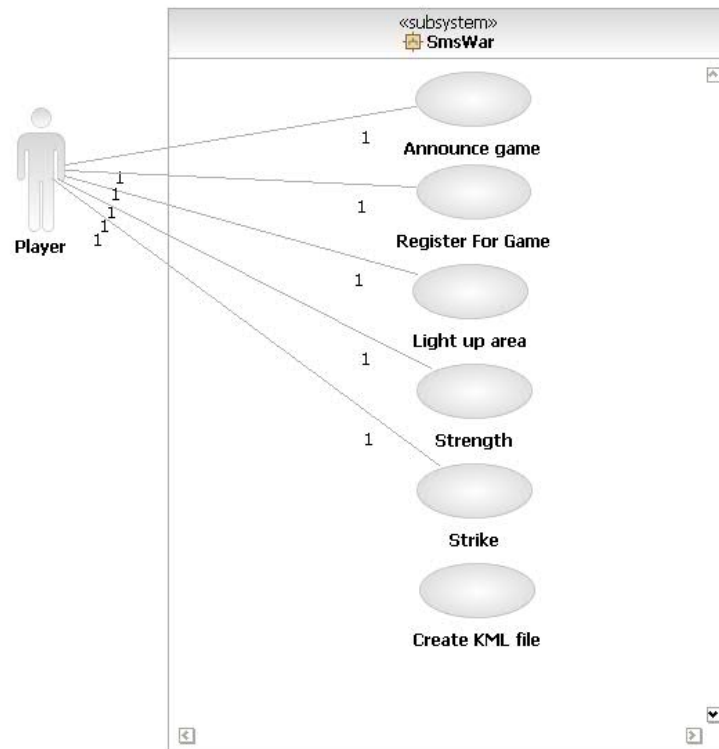 «subsystem»
SmsWar
1
Announce game
1
1
1
Register For Game
1
1
1
Player
1
Light up area
1
Strength
1
Strike
Create KML file